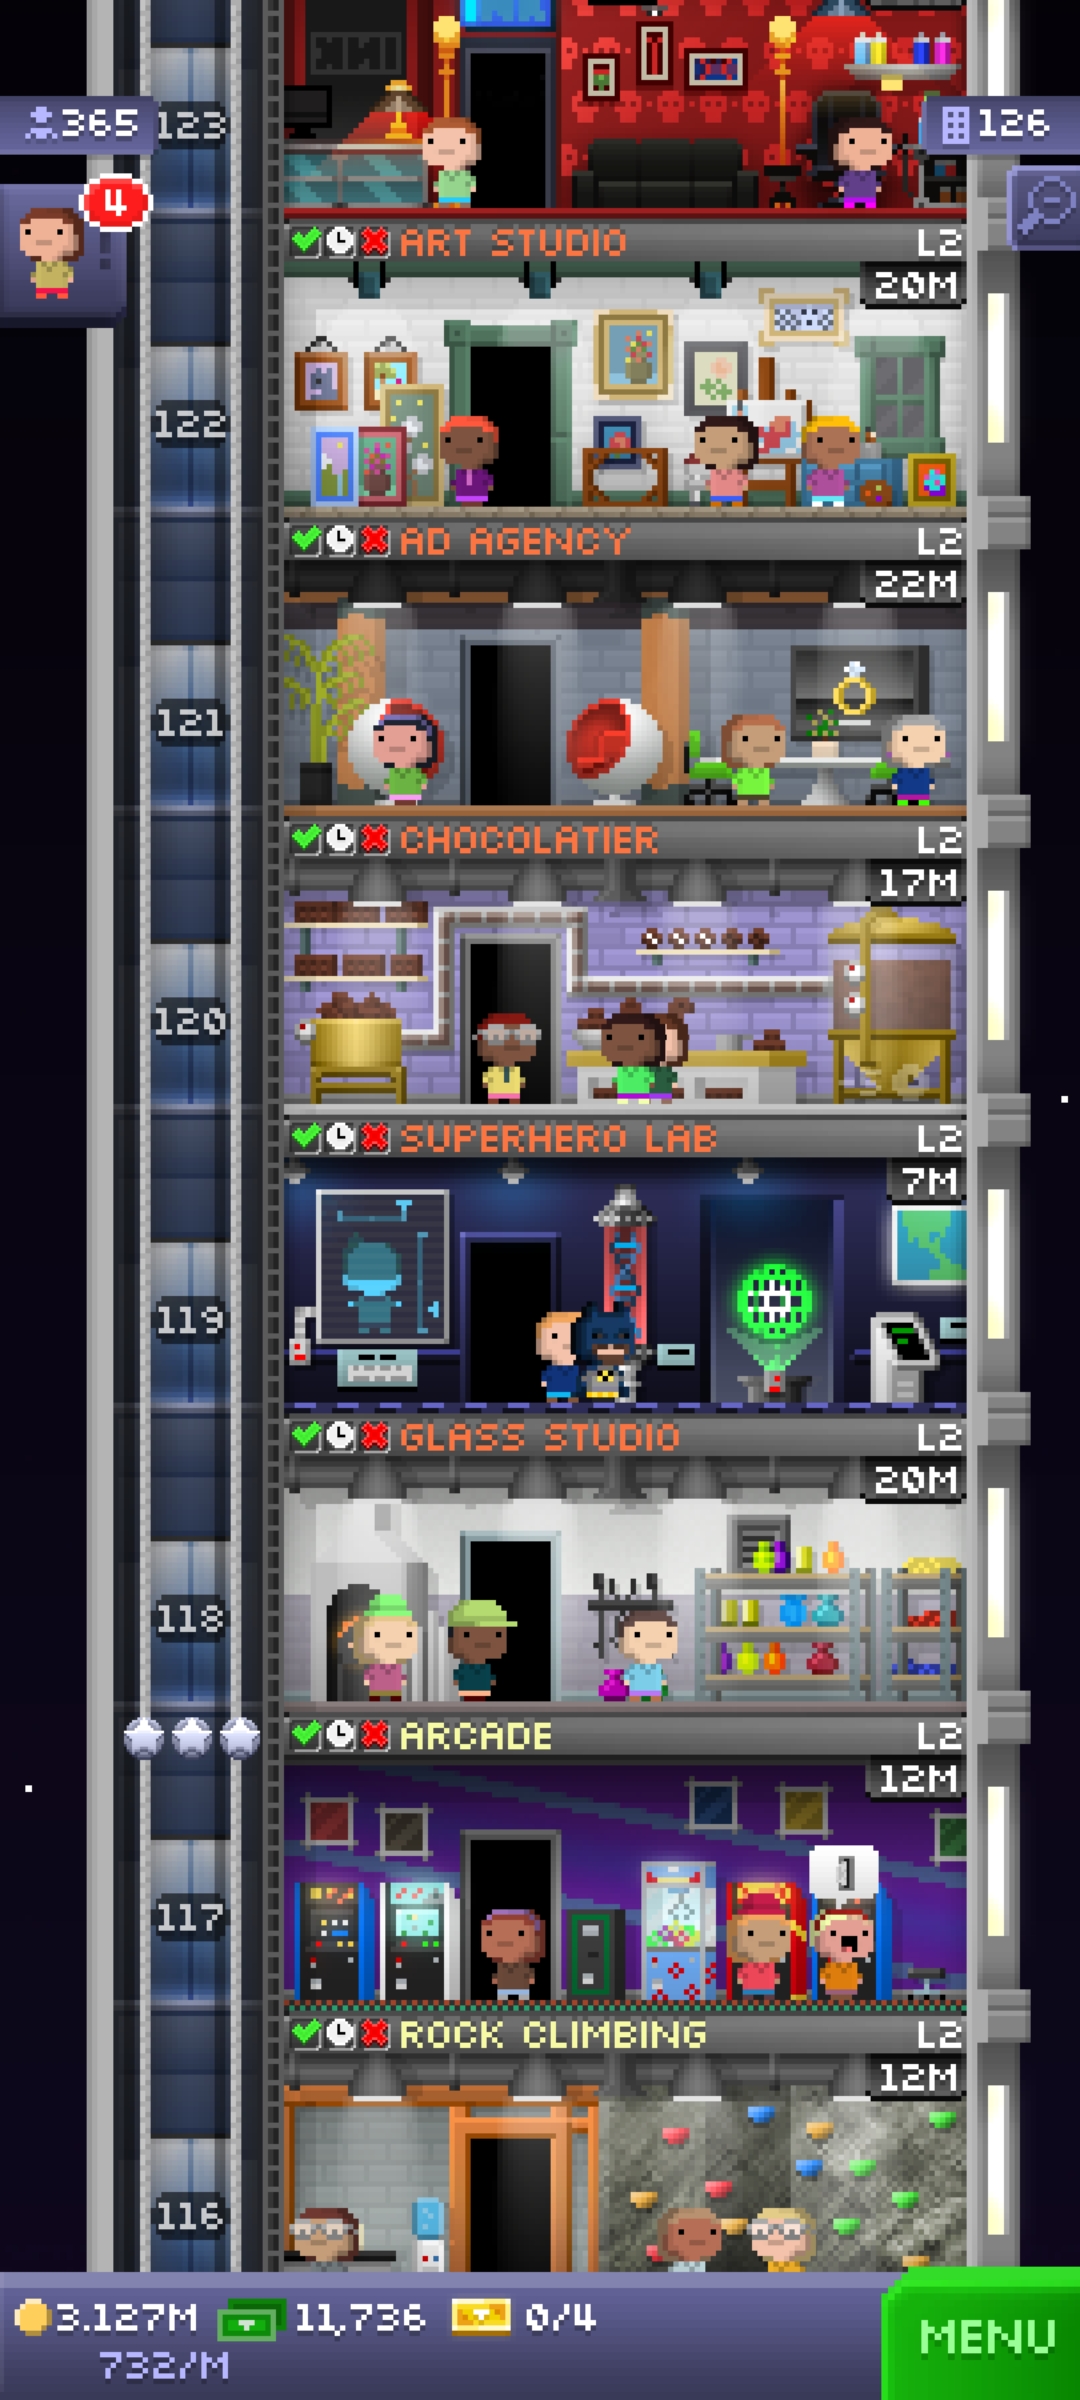 365
123
126
4
ART STUDIO L2
20M
122
AD AGENCY L2
22M
121
CHOCOLATIER L2
17M
120
SUPERHERO LAB L2
7M
119
GLASS STUDIO L2
20M
118
ARCADE L2
12M
117
ROCK CLIMBING L2
12M
116
3.127M 11,736 0/4
732/M
MENU